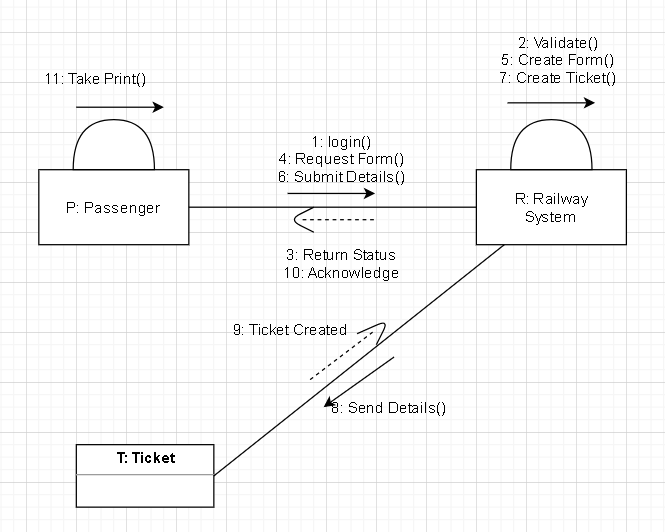 2: Validate()
5: Create Form()
7: Create Ticket()
11: Take Print()
1: login()
4: Request Form()
6: Submit Details()
P: Passenger
R: Railway
System
3: Return Status
10: Acknowledge
9: Ticket Created
8: Send Details()
T: Ticket